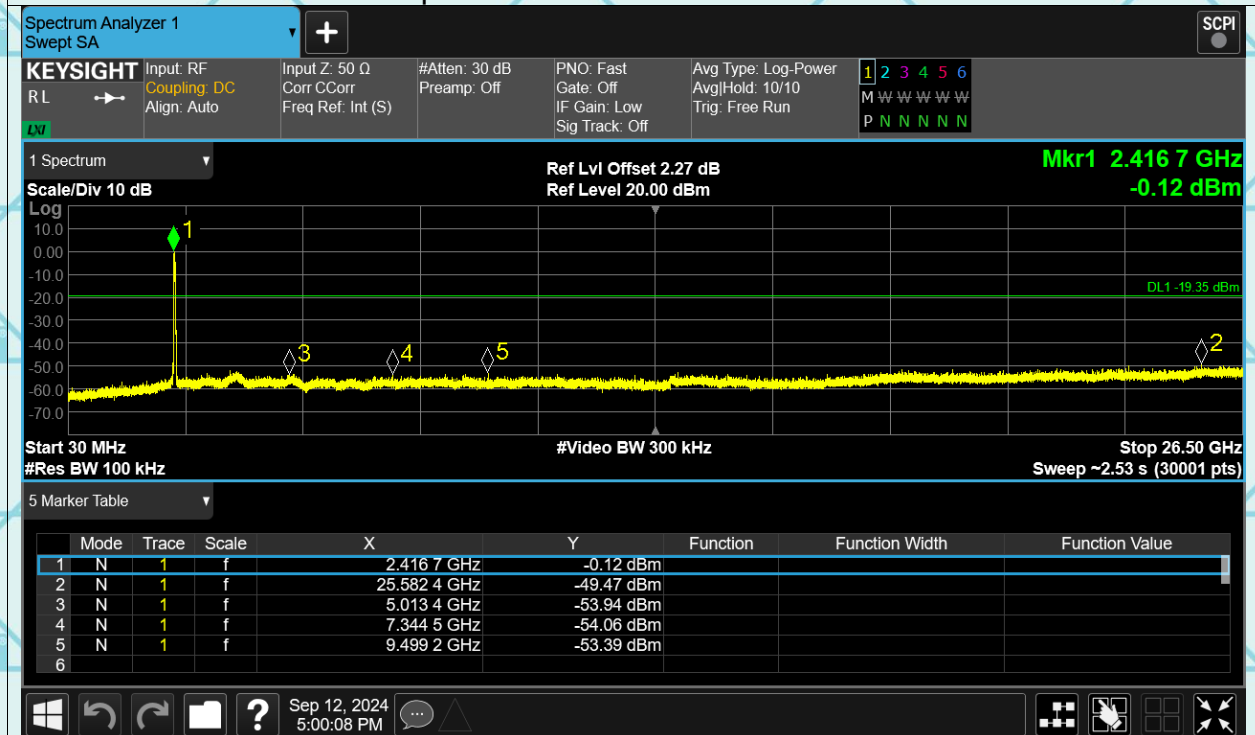 Spectrum Analyzer 1
Swept SA
+
SCPI
KEYSIGHT
RL
LXI
Input: RF
Coupling: DC
Align: Auto
Input Z: 50 Ω
Corr CCorr
Freq Ref: Int (S)
#Atten: 30 dB
Preamp: Off
PNO: Fast
Gate: Off
IF Gain: Low
Sig Track: Off
Avg Type: Log-Power
Avg|Hold: 10/10
Trig: Free Run
1 2 3 4 5 6
M W W W W W W
P N N N N N N
1 Spectrum
Scale/Div 10 dB
Ref Lvl Offset 2.27 dB
Ref Level 20.00 dBm
Mkr1 2.416 7 GHz
-0.12 dBm
Log
10.0
0.00
-10.0
-20.0
-30.0
-40.0
-50.0
-60.0
-70.0
1
3
4
5
2
DL1 -19.35 dBm
Start 30 MHz
#Res BW 100 kHz
#Video BW 300 kHz
Stop 26.50 GHz
Sweep ~2.53 s (30001 pts)
5 Marker Table
Mode Trace Scale X Y Function Function Width Function Value
1 N 1 f 2.416 7 GHz -0.12 dBm
2 N 1 f 25.582 4 GHz -49.47 dBm
3 N 1 f 5.013 4 GHz -53.94 dBm
4 N 1 f 7.344 5 GHz -54.06 dBm
5 N 1 f 9.499 2 GHz -53.39 dBm
6
?
Sep 12, 2024
5:00:08 PM